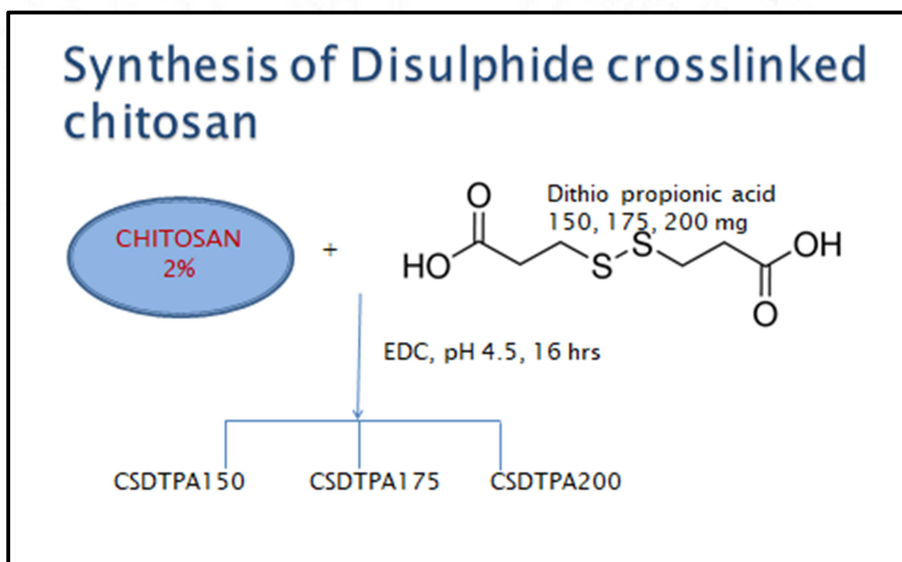 Synthesis of Disulphide crosslinked
chitosan
CHITOSAN
2%
+
Dithio propionic acid
150, 175, 200 mg
O
HO
S
S
OH
O
EDC, pH 4.5, 16 hrs
CSDTPA150
CSDTPA175
CSDTPA200